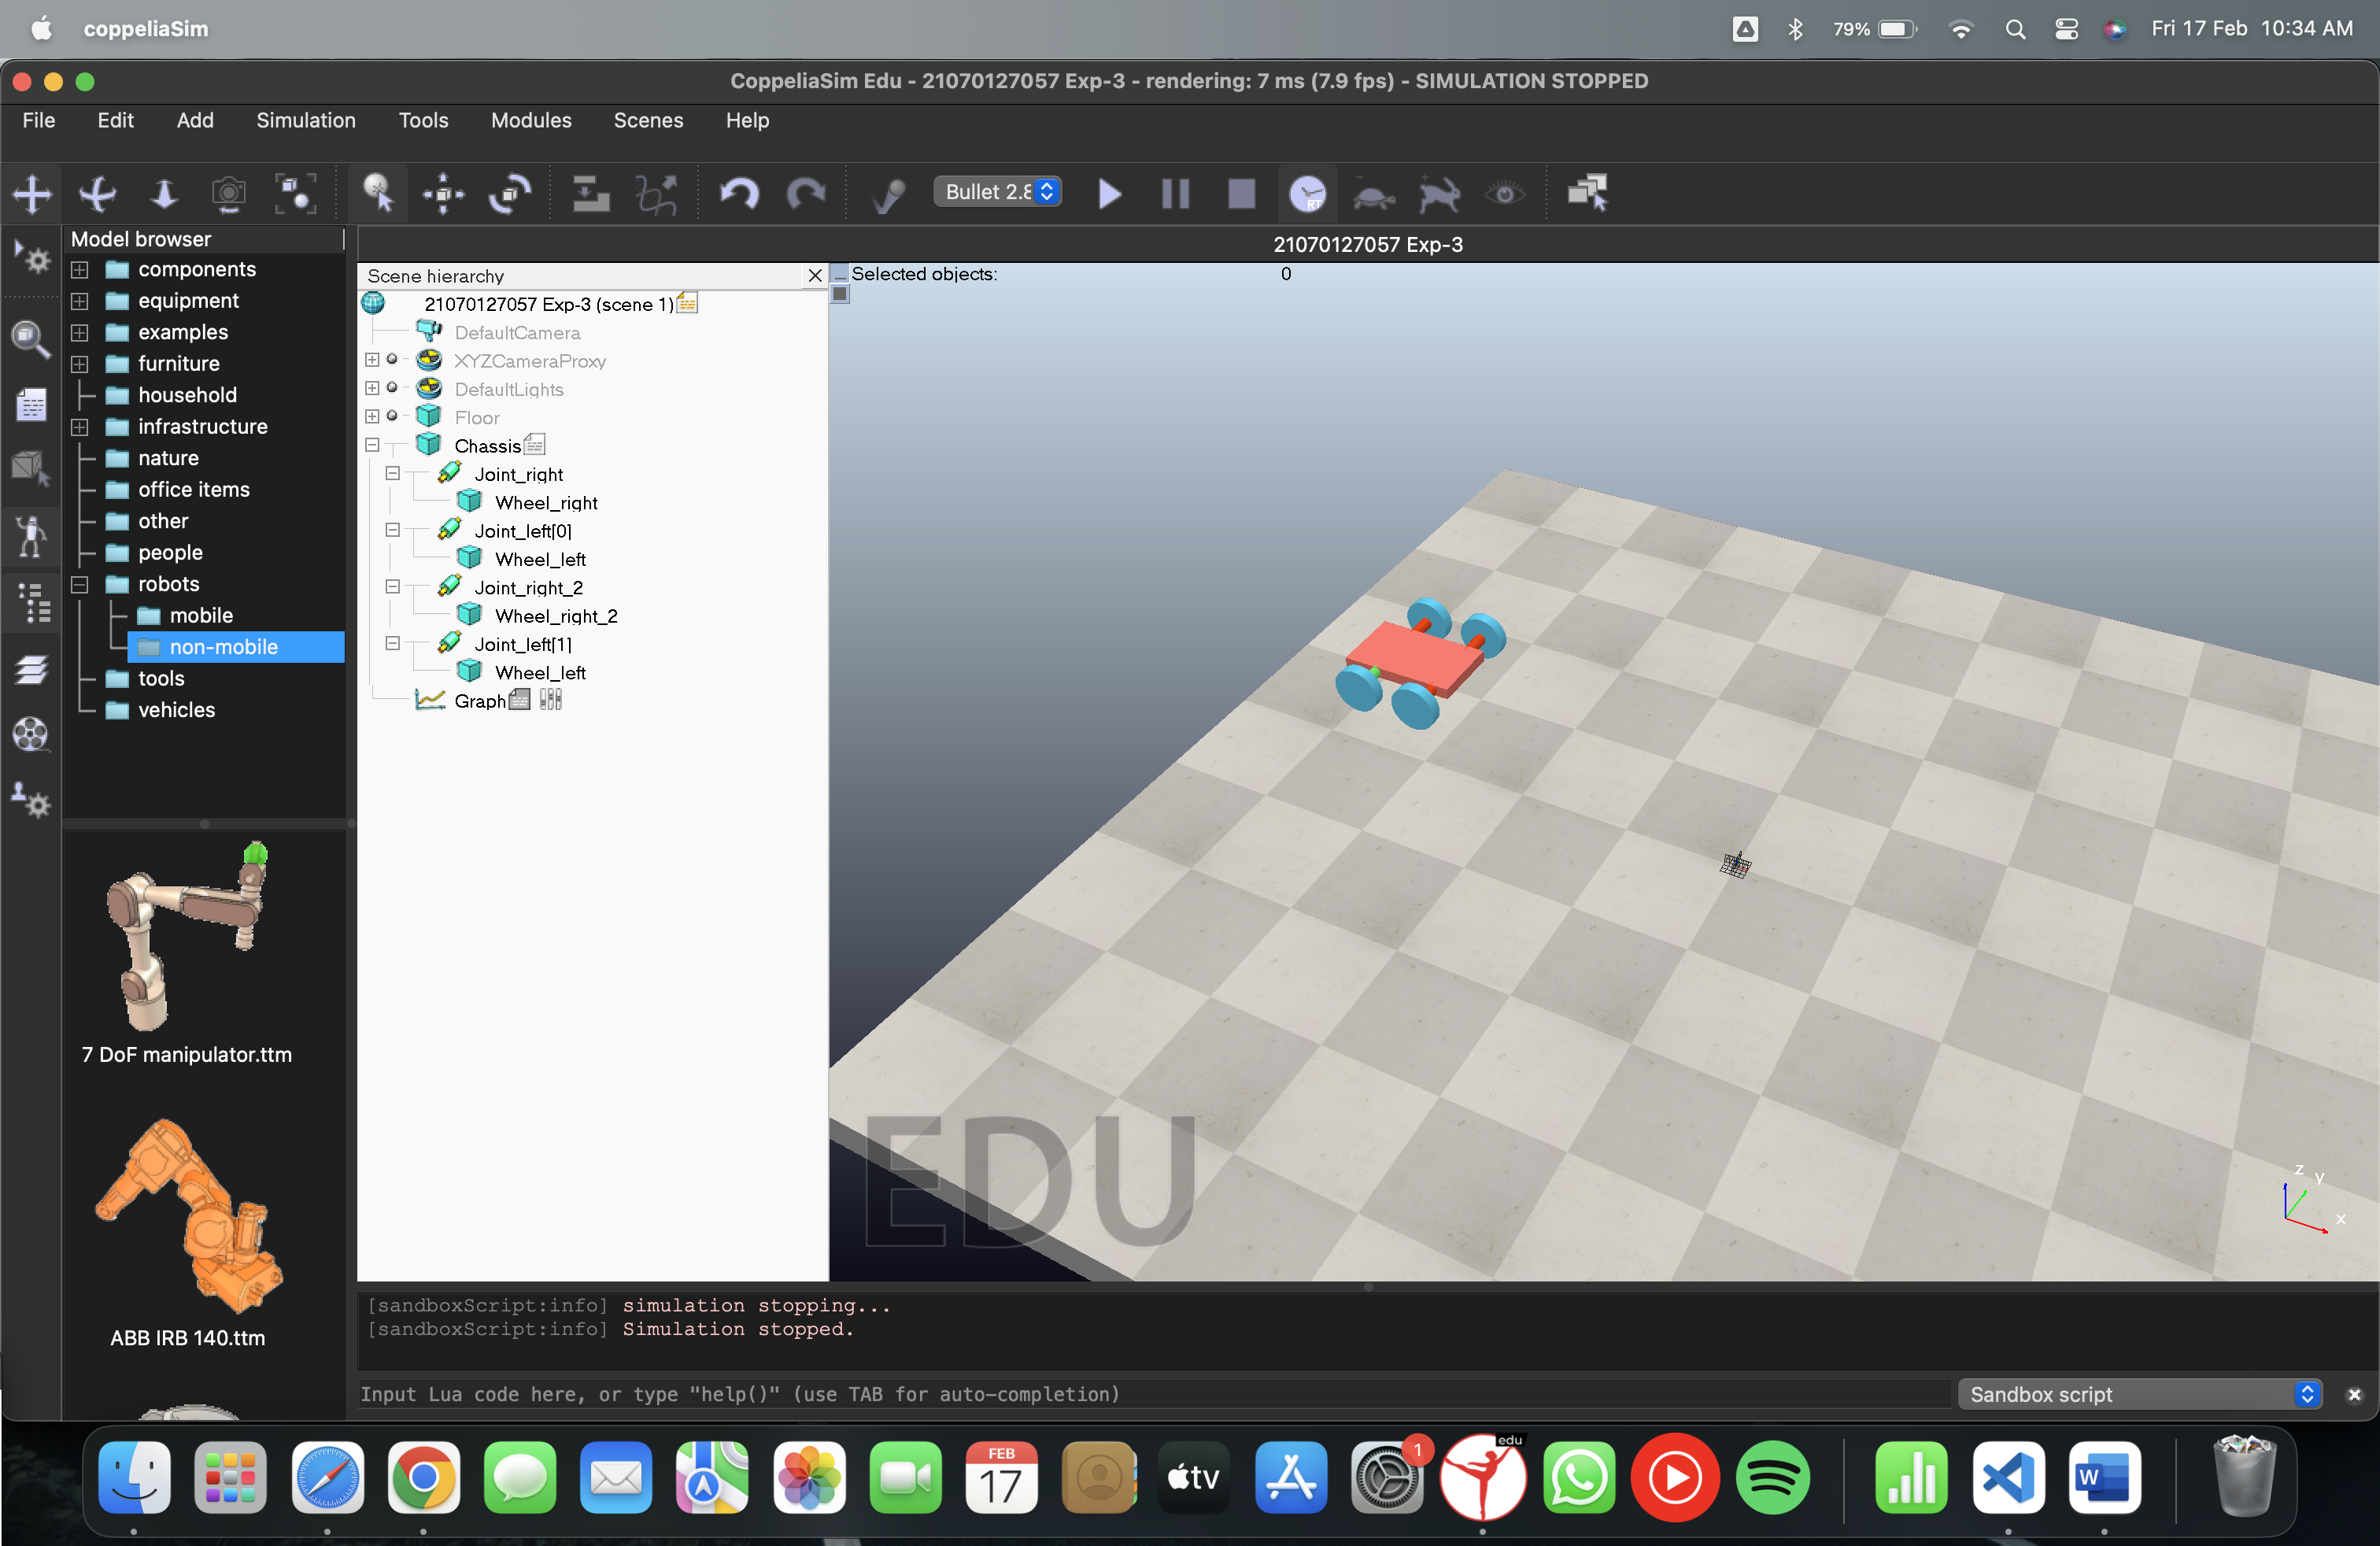 coppeliaSim
79%
Fri 17 Feb 10:34 AM
CoppeliaSim Edu - 21070127057 Exp-3 - rendering: 7 ms (7.9 fps) - SIMULATION STOPPED
File Edit Add Simulation Tools Modules Scenes Help
Bullet 2.8
RT
21070127057 Exp-3
Model browser
components
equipment
examples
furniture
household
infrastructure
nature
office items
other
people
robots
mobile
non-mobile
tools
vehicles
7 DoF manipulator.ttm
ABB IRB 140.ttm
Scene hierarchy
21070127057 Exp-3 (scene 1)
DefaultCamera
XYZCameraProxy
DefaultLights
Floor
Chassis
Joint_right
Wheel_right
Joint_left[0]
Wheel_left
Joint_right_2
Wheel_right_2
Joint_left[1]
Wheel_left
Graph
Selected objects: 0
EDU
z
y
x
[sandboxScript:info] simulation stopping...
[sandboxScript:info] Simulation stopped.
Input Lua code here, or type "help()" (use TAB for auto-completion)
Sandbox script
FEB
17
tv
1
edu
W